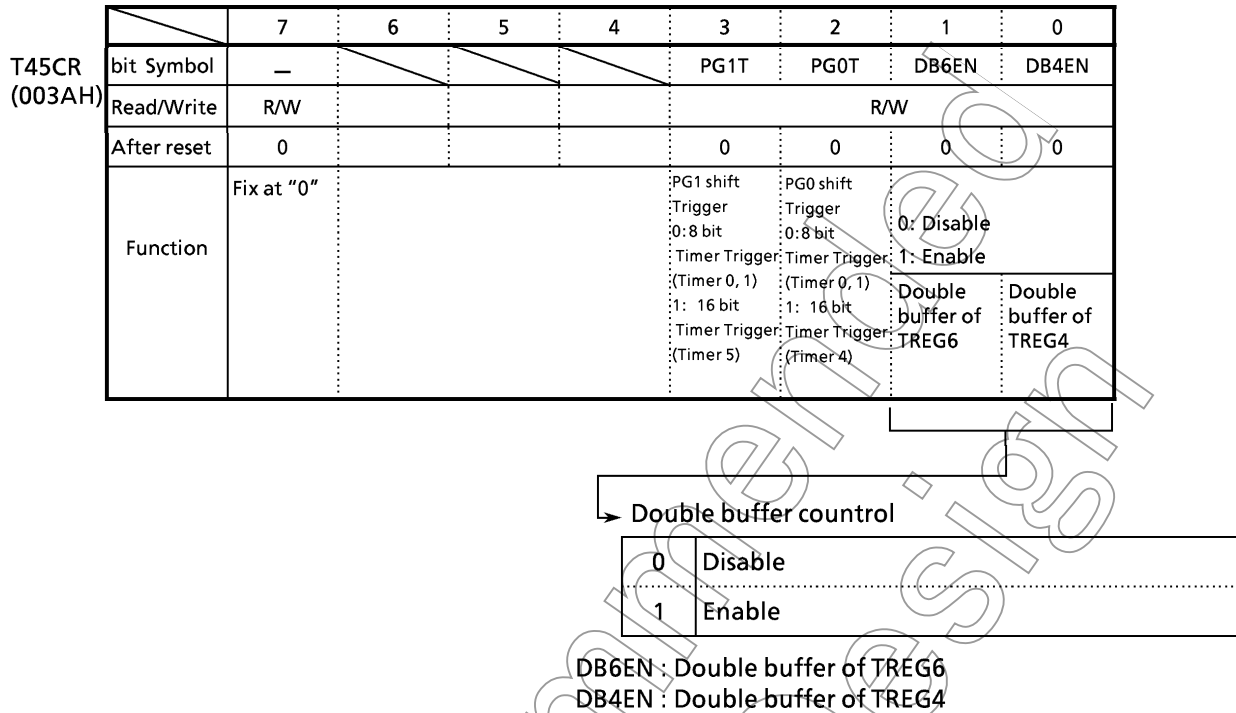 7 6 5 4 3 2 1 0
T45CR
(003AH)
bit Symbol — PG1T PG0T DB6EN DB4EN
Read/Write R/W R/W
After reset 0 0 0 0 0
Function
Fix at "0"
PG1 shift
Trigger
0:8 bit
Timer Trigger
(Timer 0, 1)
1: 16 bit
Timer Trigger
(Timer 5)
PG0 shift
Trigger
0:8 bit
Timer Trigger
(Timer 0, 1)
1: 16 bit
Timer Trigger
(Timer 4)
0: Disable
1: Enable
Double
buffer of
TREG6
Double
buffer of
TREG4
Double buffer countrol
0 Disable
1 Enable
DB6EN : Double buffer of TREG6
DB4EN : Double buffer of TREG4